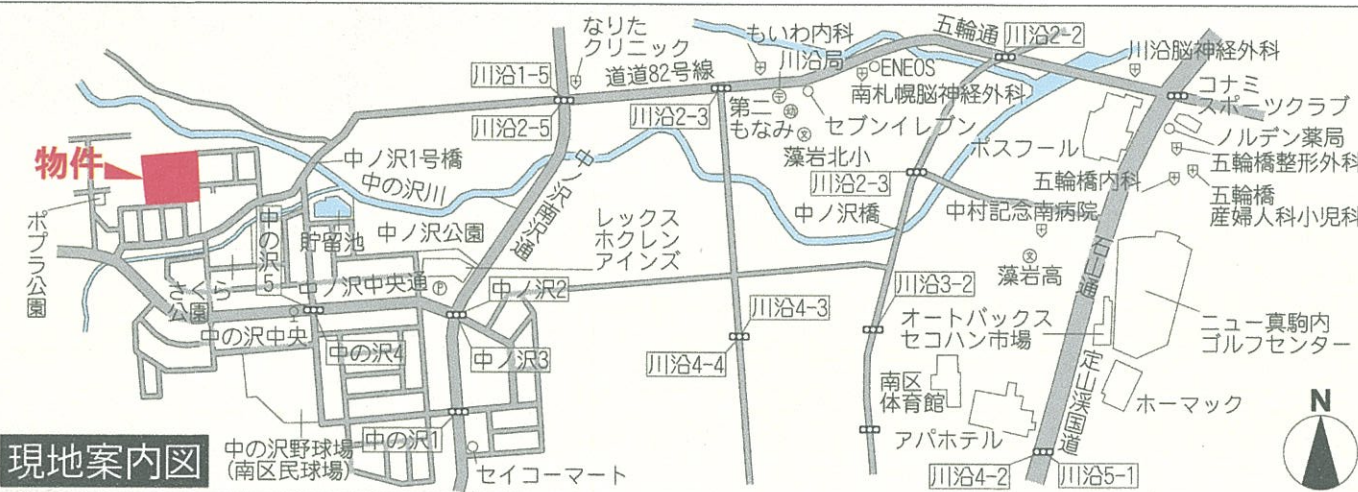 なりた
クリニック
道道82号線
川沿1-5
川沿2-5
もいわ内科
川沿局
五輪通
川沿2-2
ENEOS
南札幌脳神経外科
川沿脳神経外科
コナミ
スポーツクラブ
ノルデン薬局
五輪橋整形外科
五輪橋内科
五輪橋
産婦人科小児科
川沿2-3
第二
もなみ
幼
文
セブンイレブン
藻岩北小
川沿2-3
ポスフール
中ノ沢橋
中村記念南病院
文
藻岩高
石山通
物件
ポプラ公園
中ノ沢1号橋
中の沢川
中の沢5
貯留池
中ノ沢公園
中ノ沢南沢通
レックス
ホクレン
アインズ
さくら
公園
中ノ沢中央通
P
中ノ沢2
中の沢中央
中の沢4
中ノ沢3
川沿4-3
川沿4-4
川沿3-2
オートバックス
セコハン市場
南区
体育館
アパホテル
定山渓国道
ニュー真駒内
ゴルフセンター
ホーマック
中の沢野球場
(南区民球場)
中の沢1
セイコーマート
川沿4-2
川沿5-1
N
現地案内図